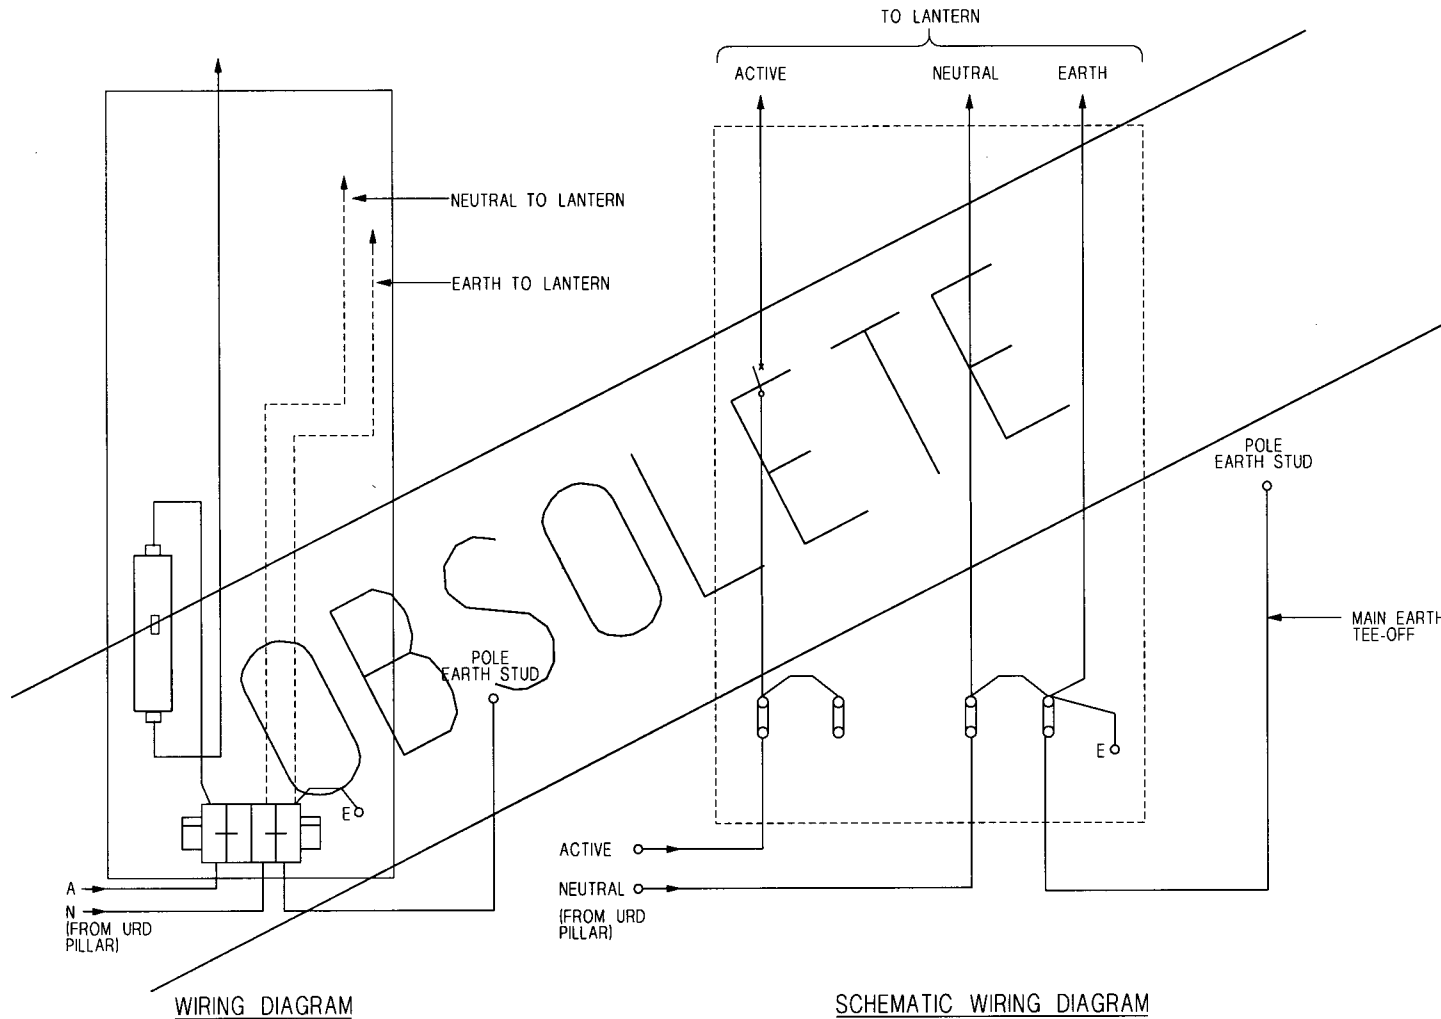 TO LANTERN
ACTIVE NEUTRAL EARTH
NEUTRAL TO LANTERN
EARTH TO LANTERN
OBSOLETE
POLE
EARTH STUD
MAIN EARTH
TEE-OFF
POLE
EARTH STUD
E
E
A
N
(FROM URD
PILLAR)
ACTIVE
NEUTRAL
(FROM URD
PILLAR)
WIRING DIAGRAM
SCHEMATIC WIRING DIAGRAM